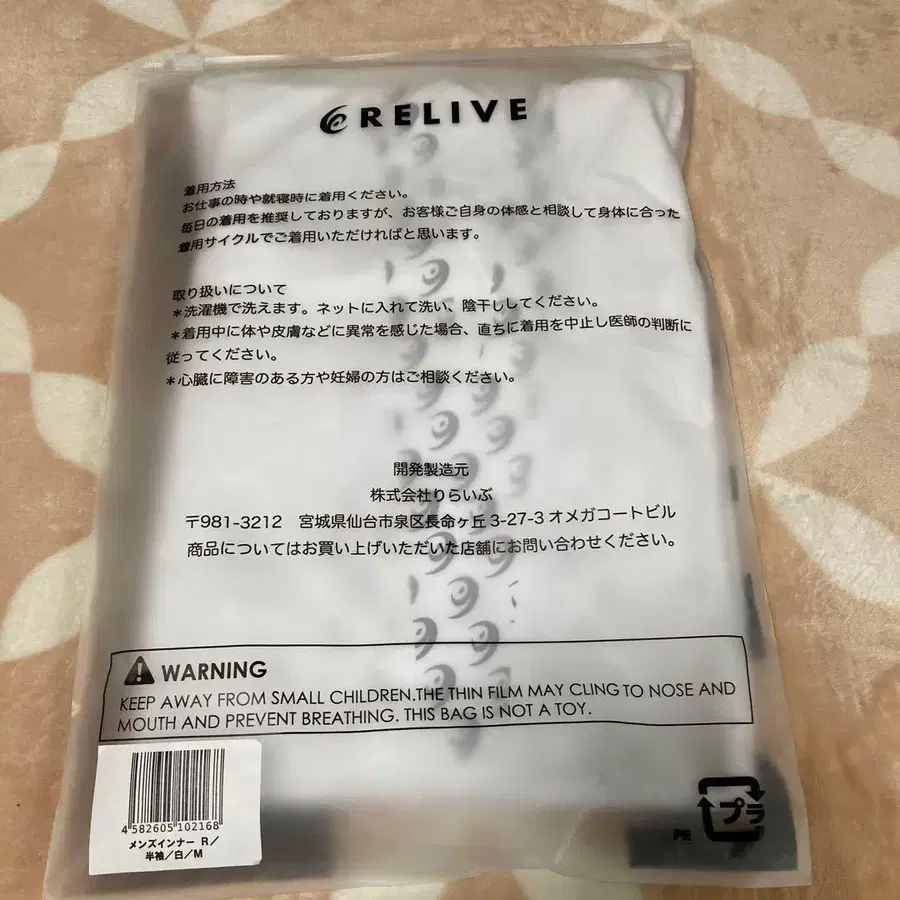 RELIVE
着用方法
お仕事の時や就寝時に着用ください。
毎日の着用を推奨しておりますが、お客様ご自身の体感と相談して身体に合った
着用サイクルでご着用いただければと思います。
取り扱いについて
＊洗濯機で洗えます。ネットに入れて洗い、陰干ししてください。
＊着用中に体や皮膚などに異常を感じた場合、直ちに着用を中止し医師の判断に
従ってください。
＊心臓に障害のある方や妊婦の方はご相談ください。
開発製造元
株式会社りらいぶ
〒981-3212 宮城県仙台市泉区長命ヶ丘 3-27-3 オメガコートビル
商品についてはお買い上げいただいた店舗にお問い合わせください。
WARNING
KEEP AWAY FROM SMALL CHILDREN.THE THIN FILM MAY CLING TO NOSE AND
MOUTH AND PREVENT BREATHING. THIS BAG IS NOT A TOY.
4 582605 102168
メンズインナー R／
半袖／白／M
プラ
PE